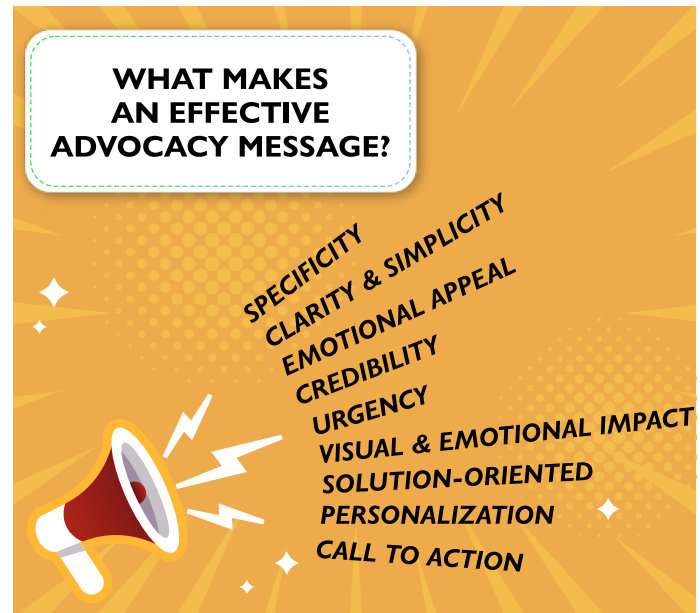 WHAT MAKES
AN EFFECTIVE
ADVOCACY MESSAGE?
SPECIFICITY
CLARITY & SIMPLICITY
EMOTIONAL APPEAL
CREDIBILITY
URGENCY
VISUAL & EMOTIONAL IMPACT
SOLUTION-ORIENTED
PERSONALIZATION
CALL TO ACTION